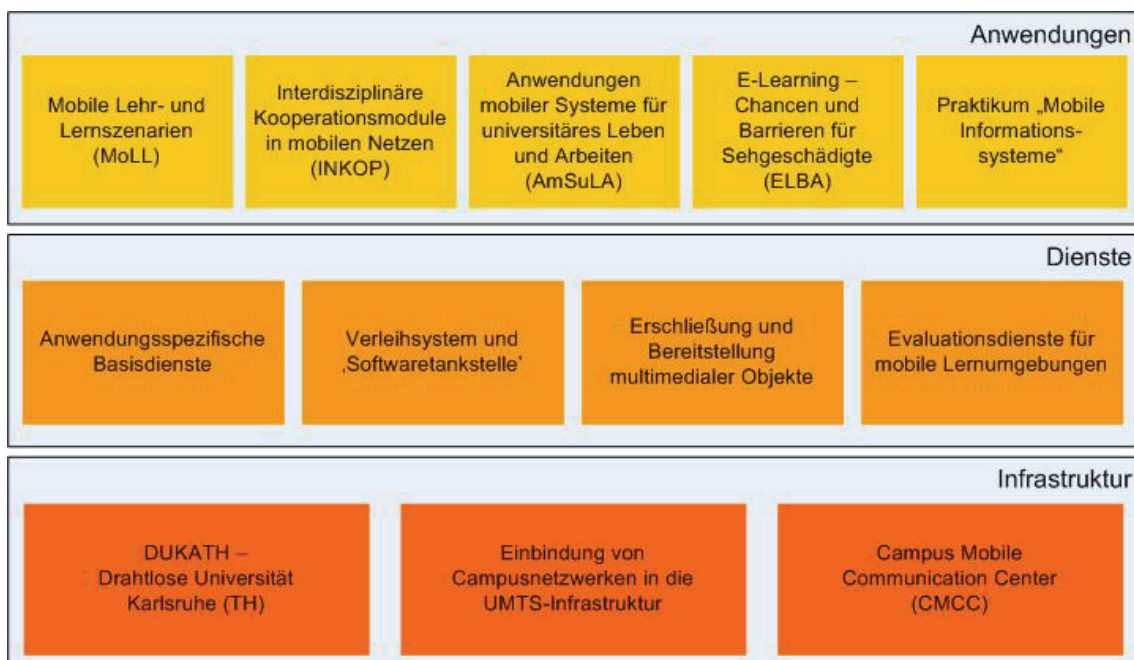 Anwendungen
Mobile Lehr- und
Lernszenarien
(MoLL)
Interdisziplinäre
Kooperationsmodule
in mobilen Netzen
(INKOP)
Anwendungen
mobiler Systeme für
universitäres Leben
und Arbeiten
(AmSuLA)
E-Learning –
Chancen und
Barrieren für
Sehgeschädigte
(ELBA)
Praktikum „Mobile
Informations-
systeme“
Dienste
Anwendungsspezifische
Basisdienste
Verleihsystem und
‚Softwaretankstelle’
Erschließung und
Bereitstellung
multimedialer Objekte
Evaluationsdienste für
mobile Lernumgebungen
Infrastruktur
DUKATH –
Drahtlose Universität
Karlsruhe (TH)
Einbindung von
Campusnetzwerken in die
UMTS-Infrastruktur
Campus Mobile
Communication Center
(CMCC)